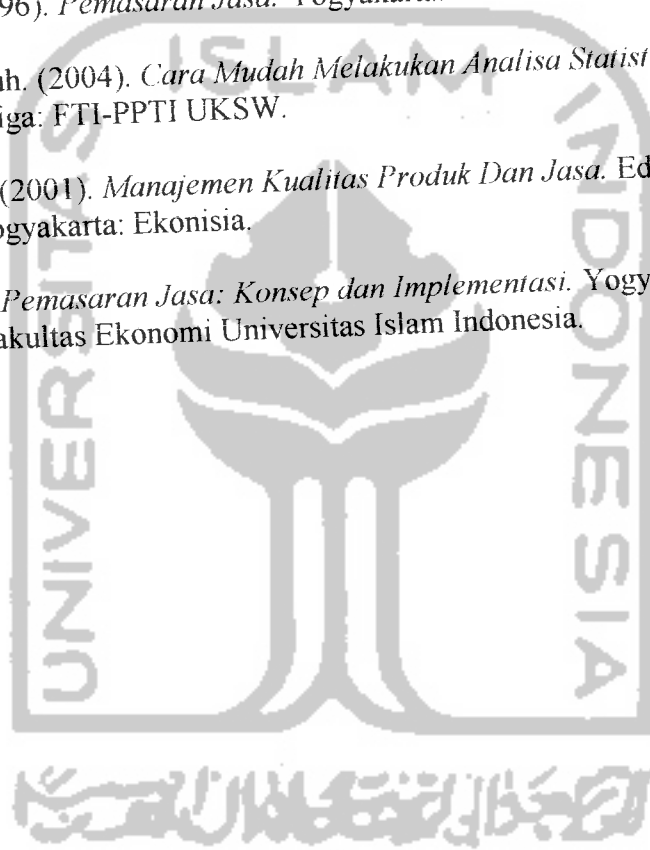 96). Pemasaran Jasa. Yogyakarta:
nh. (2004). Cara Mudah Melakukan Analisa Statist
iga: FTI-PPTI UKSW.
(2001). Manajemen Kualitas Produk Dan Jasa. Ed
ogyakarta: Ekonisia.
Pemasaran Jasa: Konsep dan Implementasi. Yogy
akultas Ekonomi Universitas Islam Indonesia.
ISLAM
UNIVERSITAS
INDONESIA